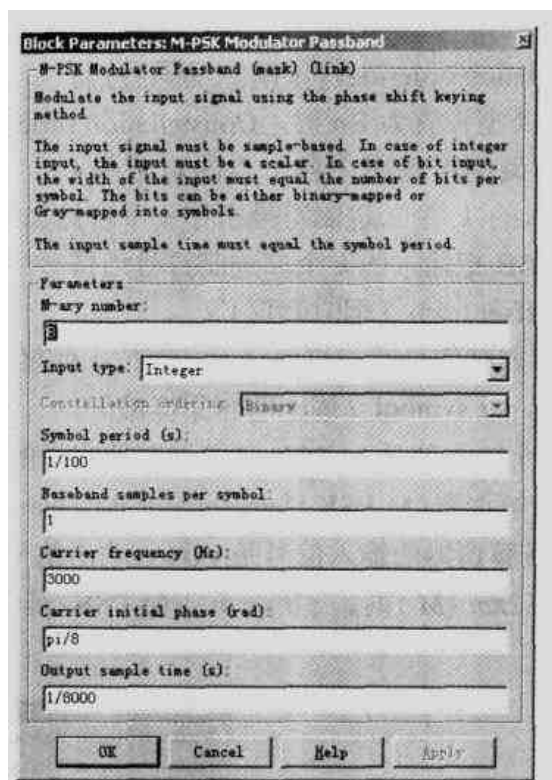 Block Parameters: M-PSK Modulator Passband
M-PSK Modulator Passband (mask) (link)
Modulate the input signal using the phase shift keying
method.
The input signal must be sample-based. In case of integer
input, the input must be a scalar. In case of bit input,
the width of the input must equal the number of bits per
symbol. The bits can be either binary-mapped or
Gray-mapped into symbols.
The input sample time must equal the symbol period.
Parameters
M-ary number:
8
Input type: Integer
Constellation ordering: Binary
Symbol period (s):
1/100
Baseband samples per symbol:
1
Carrier frequency (Hz):
3000
Carrier initial phase (rad):
pi/8
Output sample time (s):
1/8000
OK Cancel Help Apply